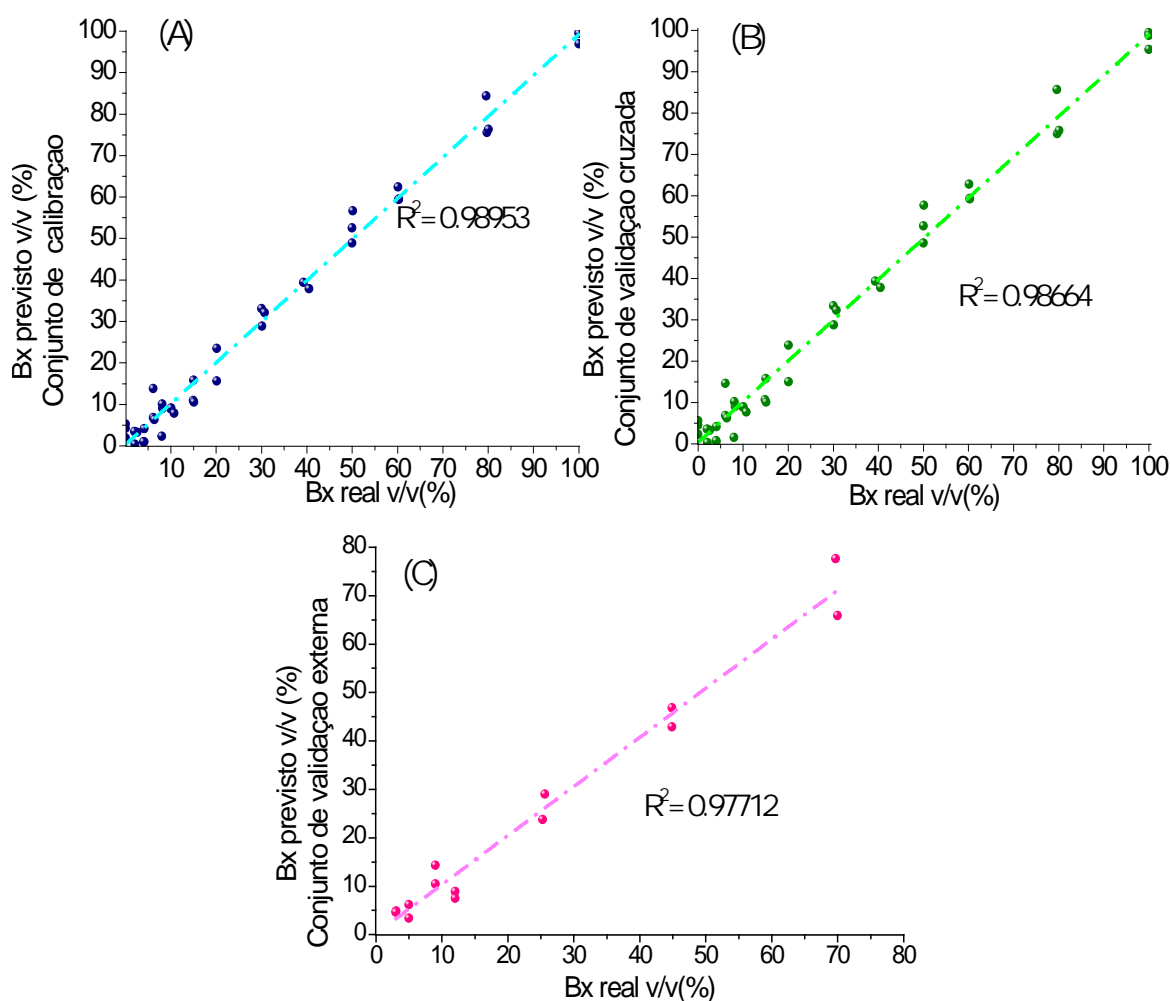 (A)
100
90
80
70
60
50
40
30
20
10
0
Bx previsto v/v (%)
Conjunto de calibraçao
R²= 0.98953
10 20 30 40 50 60 70 80 90 100
Bx real v/v(%)
(B)
100
90
80
70
60
50
40
30
20
10
0
Bx previsto v/v (%)
Conjunto de validaçao cruzada
R²= 0.98664
0 10 20 30 40 50 60 70 80 90 100
Bx real v/v(%)
(C)
80
70
60
50
40
30
20
10
0
Bx previsto v/v (%)
Conjunto de validaçao externa
R²= 0.97712
0 10 20 30 40 50 60 70 80
Bx real v/v(%)